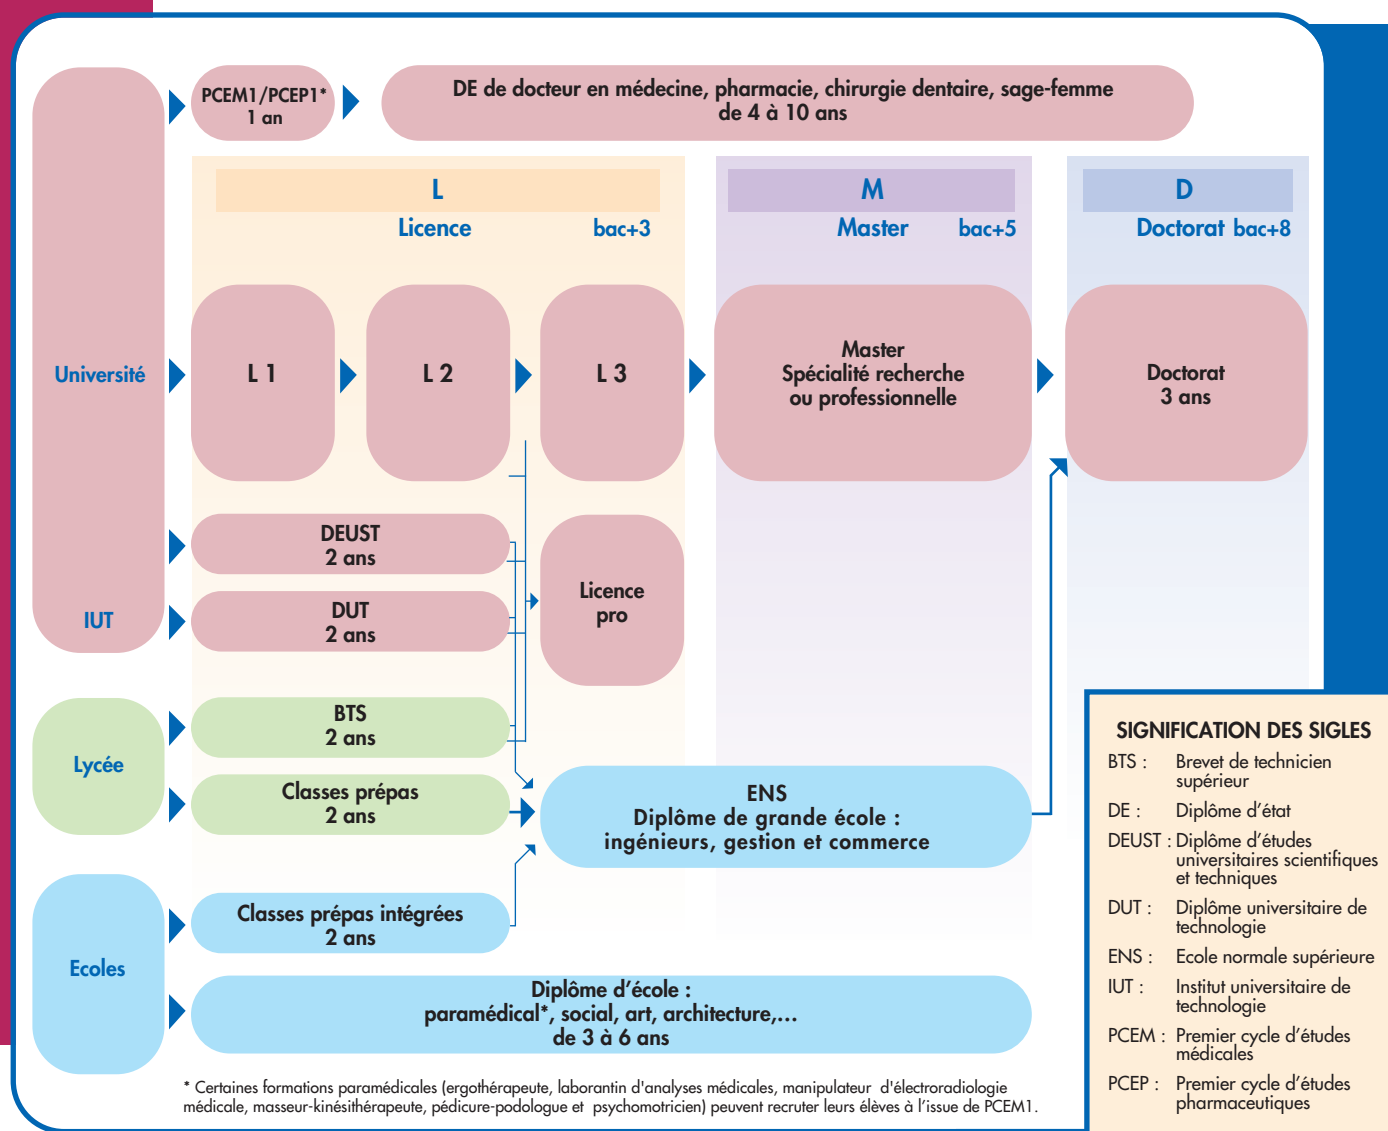 PCEM1/PCEP1*
1 an
DE de docteur en médecine, pharmacie, chirurgie dentaire, sage-femme
de 4 à 10 ans
L
M
D
Licence
bac+3
Master
bac+5
Doctorat bac+8
Université
L 1
L 2
L 3
Master
Spécialité recherche
ou professionnelle
Doctorat
3 ans
DEUST
2 ans
IUT
DUT
2 ans
Licence
pro
Lycée
BTS
2 ans
Classes prépas
2 ans
ENS
Diplôme de grande école :
ingénieurs, gestion et commerce
Ecoles
Classes prépas intégrées
2 ans
Diplôme d'école :
paramédical*, social, art, architecture,...
de 3 à 6 ans
* Certaines formations paramédicales (ergothérapeute, laborantin d'analyses médicales, manipulateur d'électroradiologie
médicale, masseur-kinésithérapeute, pédicure-podologue et psychomotricien) peuvent recruter leurs élèves à l'issue de PCEM1.
SIGNIFICATION DES SIGLES
BTS : Brevet de technicien
supérieur
DE : Diplôme d'état
DEUST : Diplôme d'études
universitaires scientifiques
et techniques
DUT : Diplôme universitaire de
technologie
ENS : Ecole normale supérieure
IUT : Institut universitaire de
technologie
PCEM : Premier cycle d'études
médicales
PCEP : Premier cycle d'études
pharmaceutiques